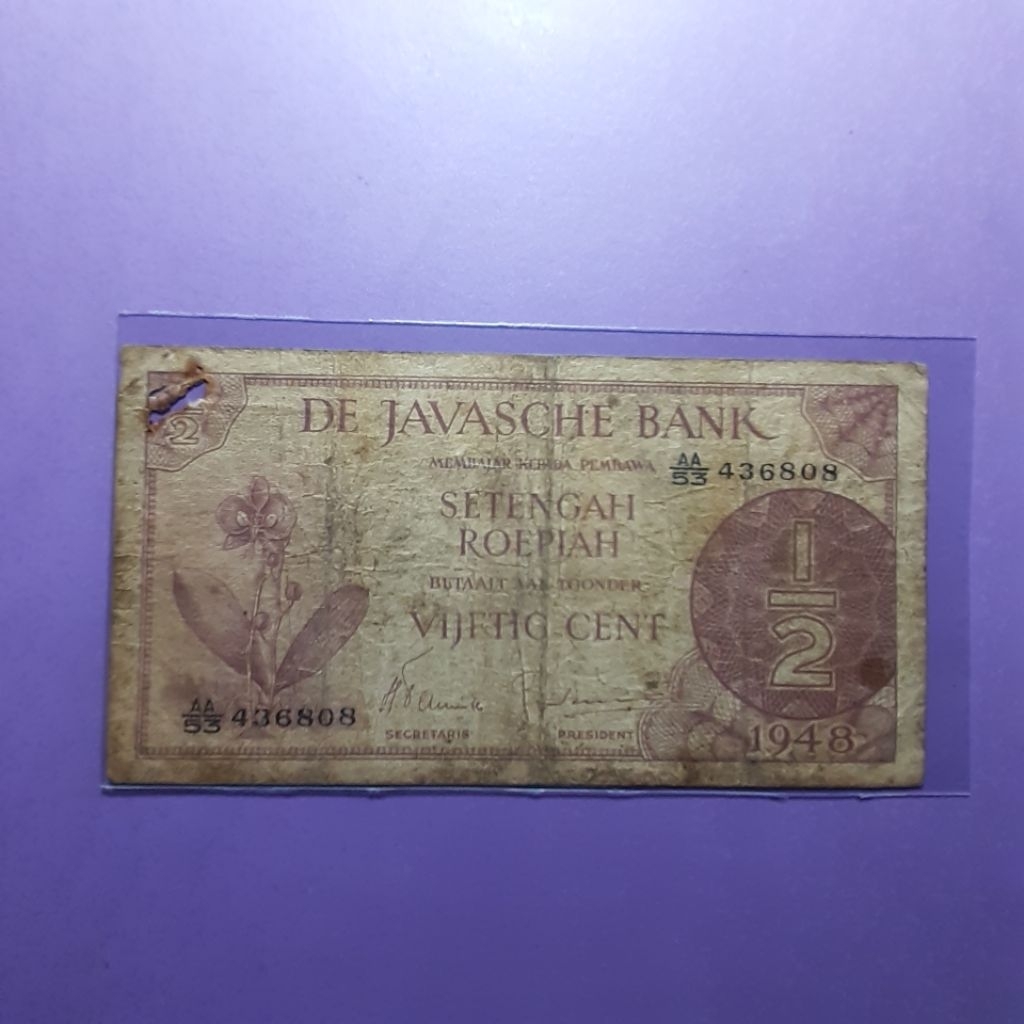 2
DE JAVASCHE BANK
MEMBAJAR KEPADA PEMBAWA
AA/53 436808
SETENGAH
ROEPIAH
BETAALT AAN TOONDER
VIJFTIG CENT
1/2
AA/53 436808
SECRETARIS
PRESIDENT
1948